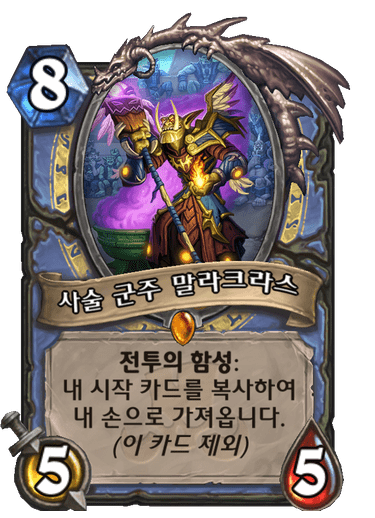 8
사술 군주 말라크라스
전투의 함성:
내 시작 카드를 복사하여
내 손으로 가져옵니다.
(이 카드 제외)
5
5